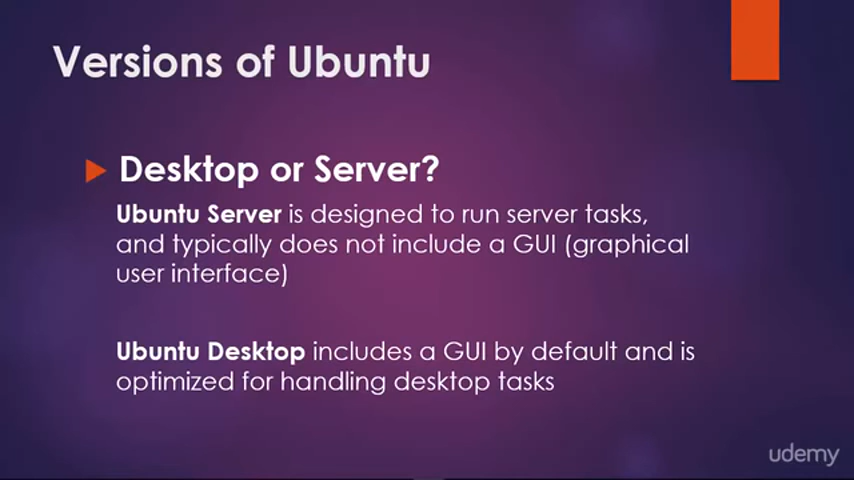 Versions of Ubuntu
Desktop or Server?
Ubuntu Server is designed to run server tasks,
and typically does not include a GUI (graphical
user interface)
Ubuntu Desktop includes a GUI by default and is
optimized for handling desktop tasks
udemy